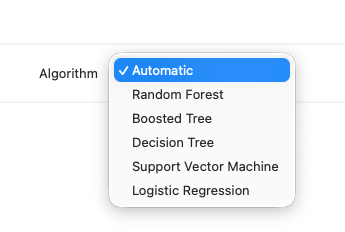 Algorithm
✓ Automatic
Random Forest
Boosted Tree
Decision Tree
Support Vector Machine
Logistic Regression